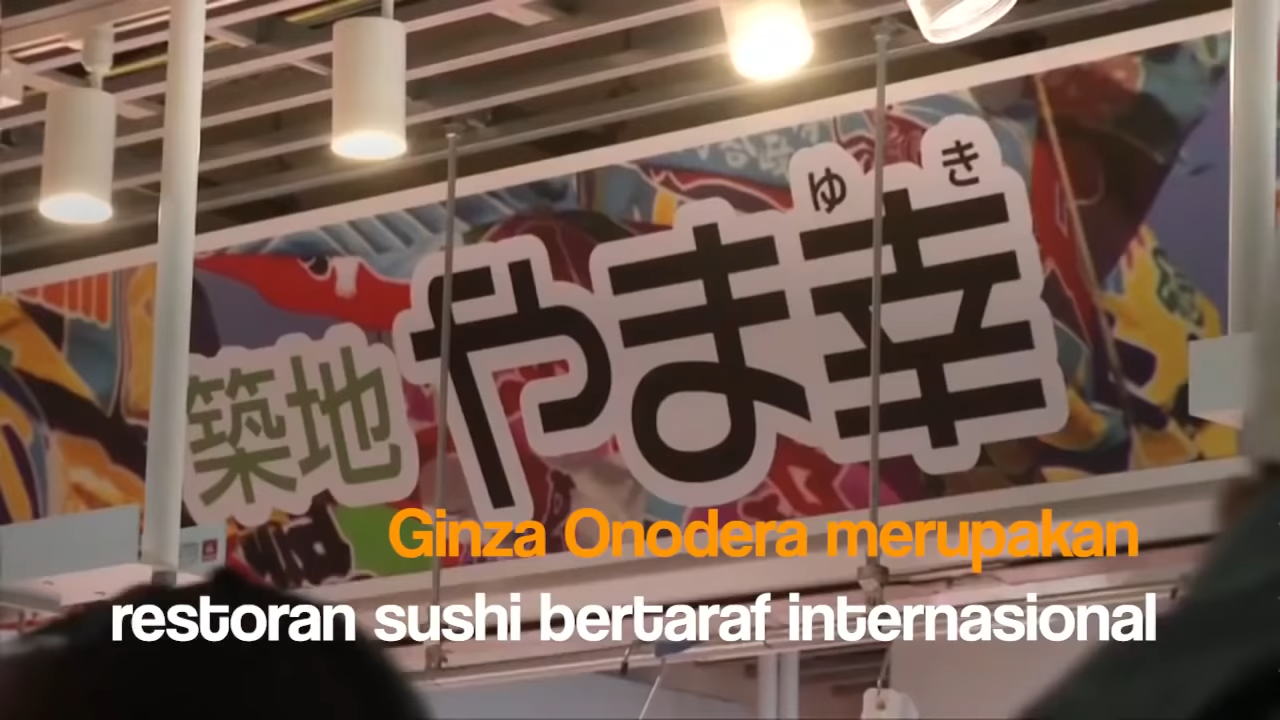 ゆき
築地 やま幸
Ginza Onodera merupakan
restoran sushi bertaraf internasional